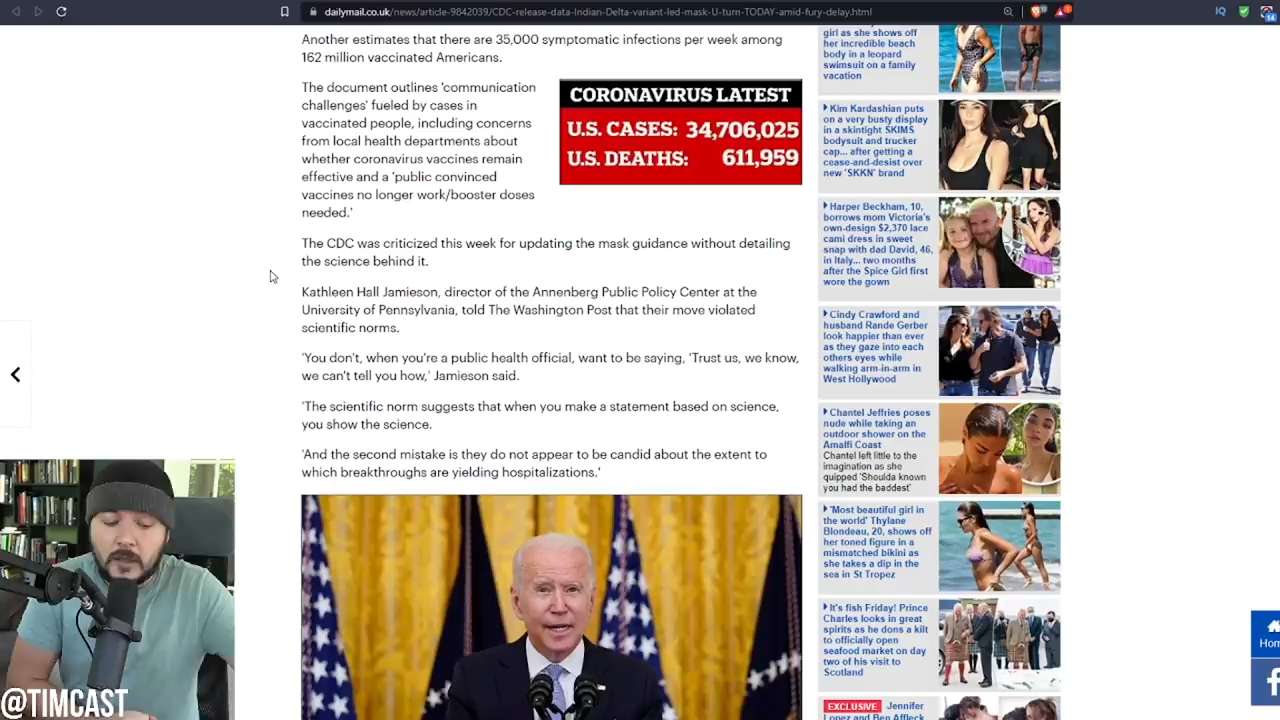 dailymail.co.uk/news/article-9842039/CDC-release-data-Indian-Delta-variant-led-mask-U-turn-TODAY-amid-fury-delay.html
IQ
Another estimates that there are 35,000 symptomatic infections per week among
162 million vaccinated Americans.
The document outlines 'communication
challenges' fueled by cases in
vaccinated people, including concerns
from local health departments about
whether coronavirus vaccines remain
effective and a 'public convinced
vaccines no longer work/booster doses
needed.'
CORONAVIRUS LATEST
U.S. CASES: 34,706,025
U.S. DEATHS: 611,959
The CDC was criticized this week for updating the mask guidance without detailing
the science behind it.
Kathleen Hall Jamieson, director of the Annenberg Public Policy Center at the
University of Pennsylvania, told The Washington Post that their move violated
scientific norms.
'You don't, when you're a public health official, want to be saying, 'Trust us, we know,
we can't tell you how,' Jamieson said.
'The scientific norm suggests that when you make a statement based on science,
you show the science.
'And the second mistake is they do not appear to be candid about the extent to
which breakthroughs are yielding hospitalizations.'
@TIMCAST
girl as she shows off
her incredible beach
body in a leopard
swimsuit on a family
vacation
Kim Kardashian puts
on a very busty display
in a skintight SKIMS
bodysuit and trucker
cap... after getting a
cease-and-desist over
new 'SKKN' brand
Harper Beckham, 10,
borrows mom Victoria's
own-design $2,370 lace
cami dress in sweet
snap with dad David, 46,
in Italy... two months
after the Spice Girl first
wore the gown
Cindy Crawford and
husband Rande Gerber
look happier than ever
as they gaze into each
others eyes while
walking arm-in-arm in
West Hollywood
Chantel Jeffries poses
nude while taking an
outdoor shower on the
Amalfi Coast
Chantel left little to the
imagination as she
quipped 'Shoulda known
you had the baddest'
'Most beautiful girl in
the world' Thylane
Blondeau, 20, shows off
her toned figure in a
mismatched bikini as
she takes a dip in the
sea in St Tropez
It's fish Friday! Prince
Charles looks in great
spirits as he dons a kilt
to officially open
seafood market on day
two of his visit to
Scotland
EXCLUSIVE Jennifer
Lopez and Ben Affleck
Hom